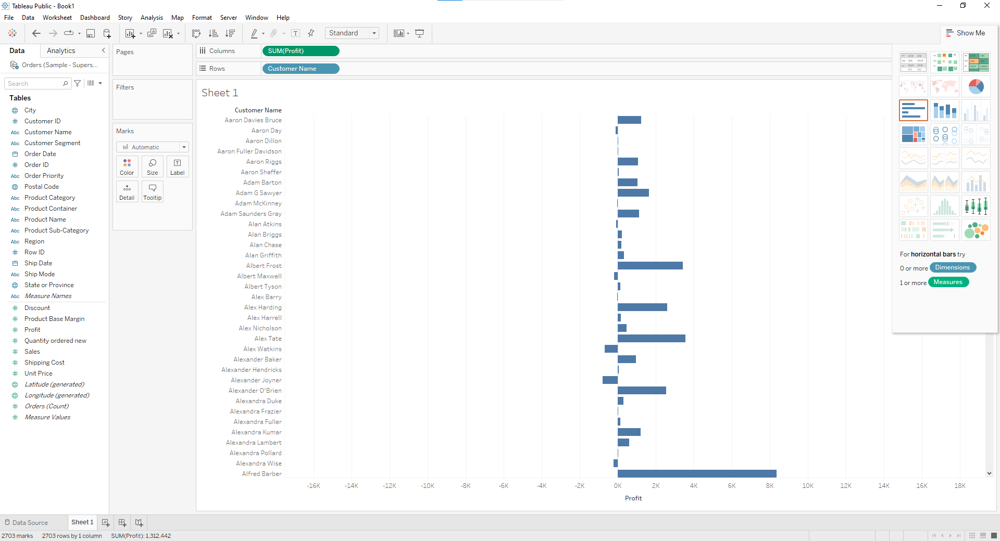 Tableau Public - Book1
File Data Worksheet Dashboard Story Analysis Map Format Server Window Help
Standard
Show Me
Data Analytics
Orders (Sample - Supers...
Search
Tables
City
Customer ID
Abc Customer Name
Abc Customer Segment
Order Date
Order ID
Abc Order Priority
Postal Code
Abc Product Category
Abc Product Container
Abc Product Name
Abc Product Sub-Category
Abc Region
Row ID
Ship Date
Abc Ship Mode
State or Province
Abc Measure Names
Discount
Product Base Margin
Profit
Quantity ordered new
Sales
Shipping Cost
Unit Price
Latitude (generated)
Longitude (generated)
Orders (Count)
Measure Values
Pages
Filters
Marks
Automatic
Color Size Label
Detail Tooltip
Columns SUM(Profit)
Rows Customer Name
Sheet 1
Customer Name
Aaron Davies Bruce
Aaron Day
Aaron Dillon
Aaron Fuller Davidson
Aaron Riggs
Aaron Shaffer
Adam Barton
Adam G Sawyer
Adam McKinney
Adam Saunders Gray
Alan Atkins
Alan Briggs
Alan Chase
Alan Griffith
Albert Frost
Albert Maxwell
Albert Tyson
Alex Barry
Alex Harding
Alex Harrell
Alex Nicholson
Alex Tate
Alex Watkins
Alexander Baker
Alexander Hendricks
Alexander Joyner
Alexander O'Brien
Alexandra Duke
Alexandra Frazier
Alexandra Fuller
Alexandra Kumar
Alexandra Lambert
Alexandra Pollard
Alexandra Wise
Alfred Barber
-16K -14K -12K -10K -8K -6K -4K -2K 0K 2K 4K 6K 8K 10K 12K 14K 16K 18K
Profit
For horizontal bars try
0 or more Dimensions
1 or more Measures
Data Source Sheet 1
2703 marks 2703 rows by 1 column SUM(Profit): 1,312,442